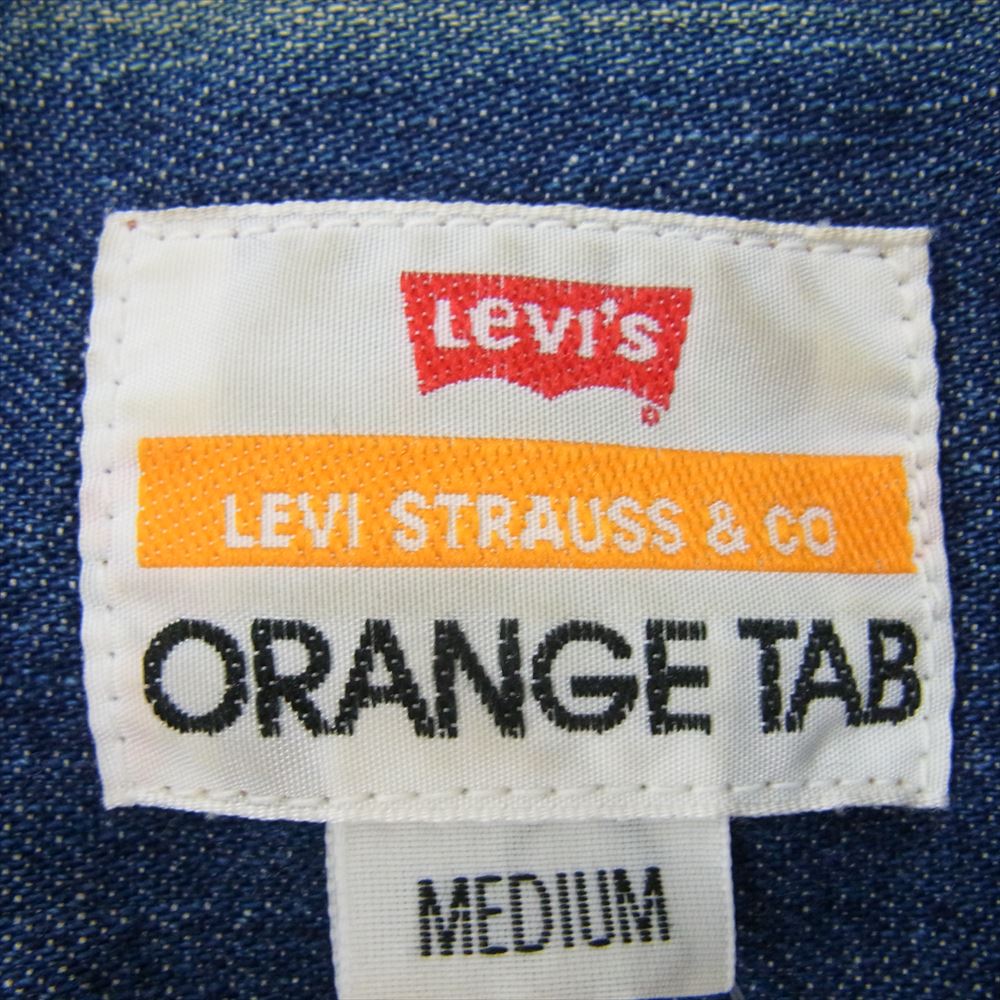 Levi's
®
LEVI STRAUSS & CO
ORANGE TAB
MEDIUM